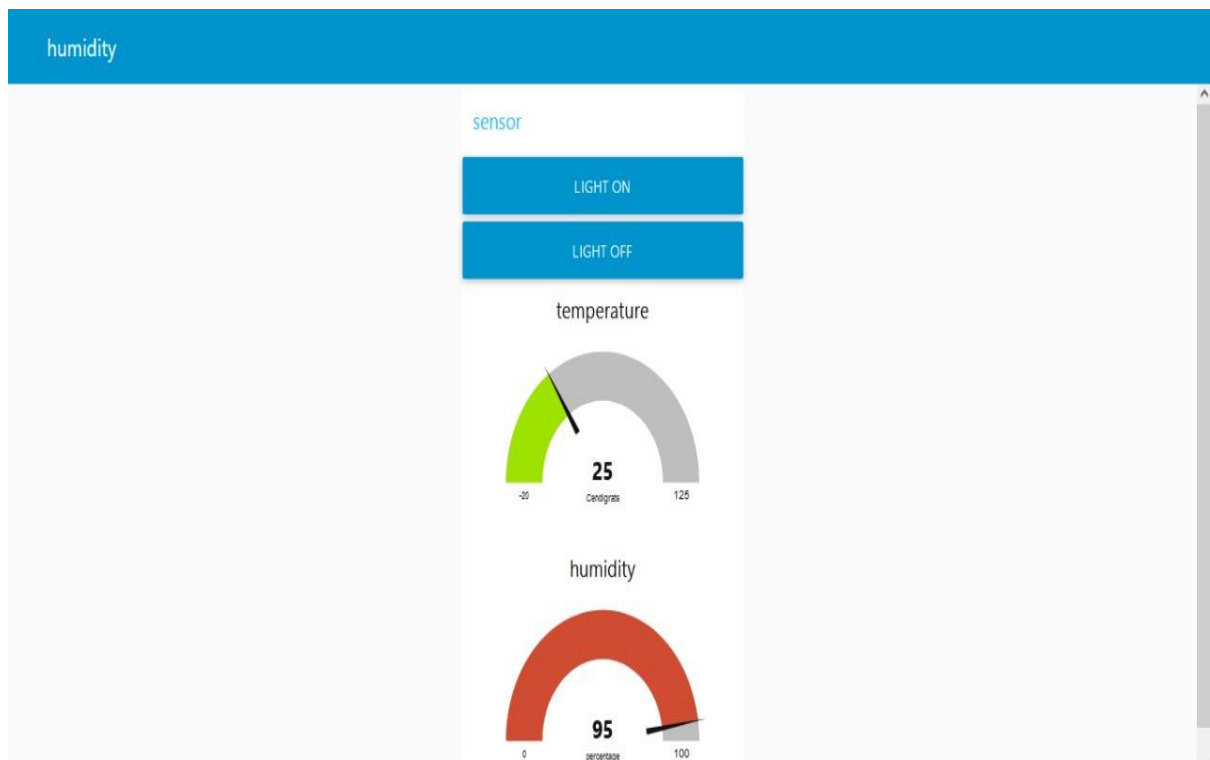 humidity
sensor
LIGHT ON
LIGHT OFF
temperature
25
-20 Cendigrats 125
humidity
95
0 percentage 100